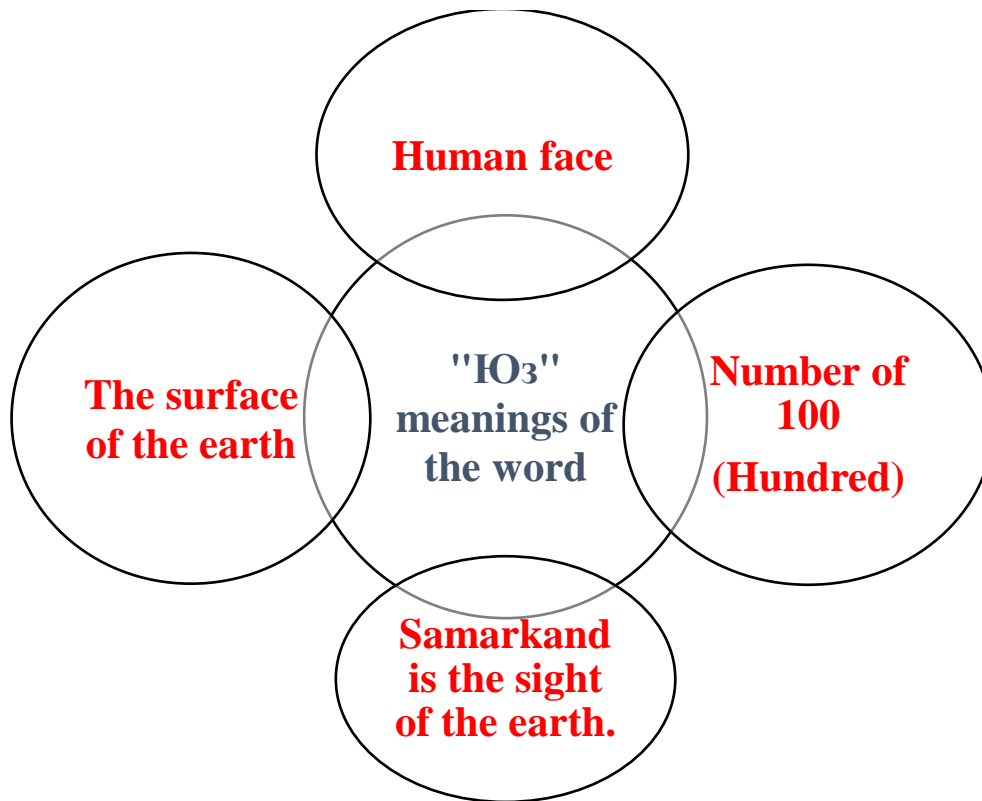 Human face
The surface
of the earth
"Юз"
meanings of
the word
Number of
100
(Hundred)
Samarkand
is the sight
of the earth.